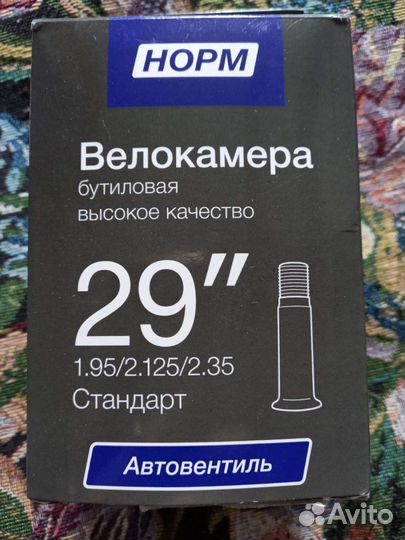 НОРМ
Велокамера
бутиловая
высокое качество
29"
1.95/2.125/2.35
Стандарт
Автовентиль
Avito